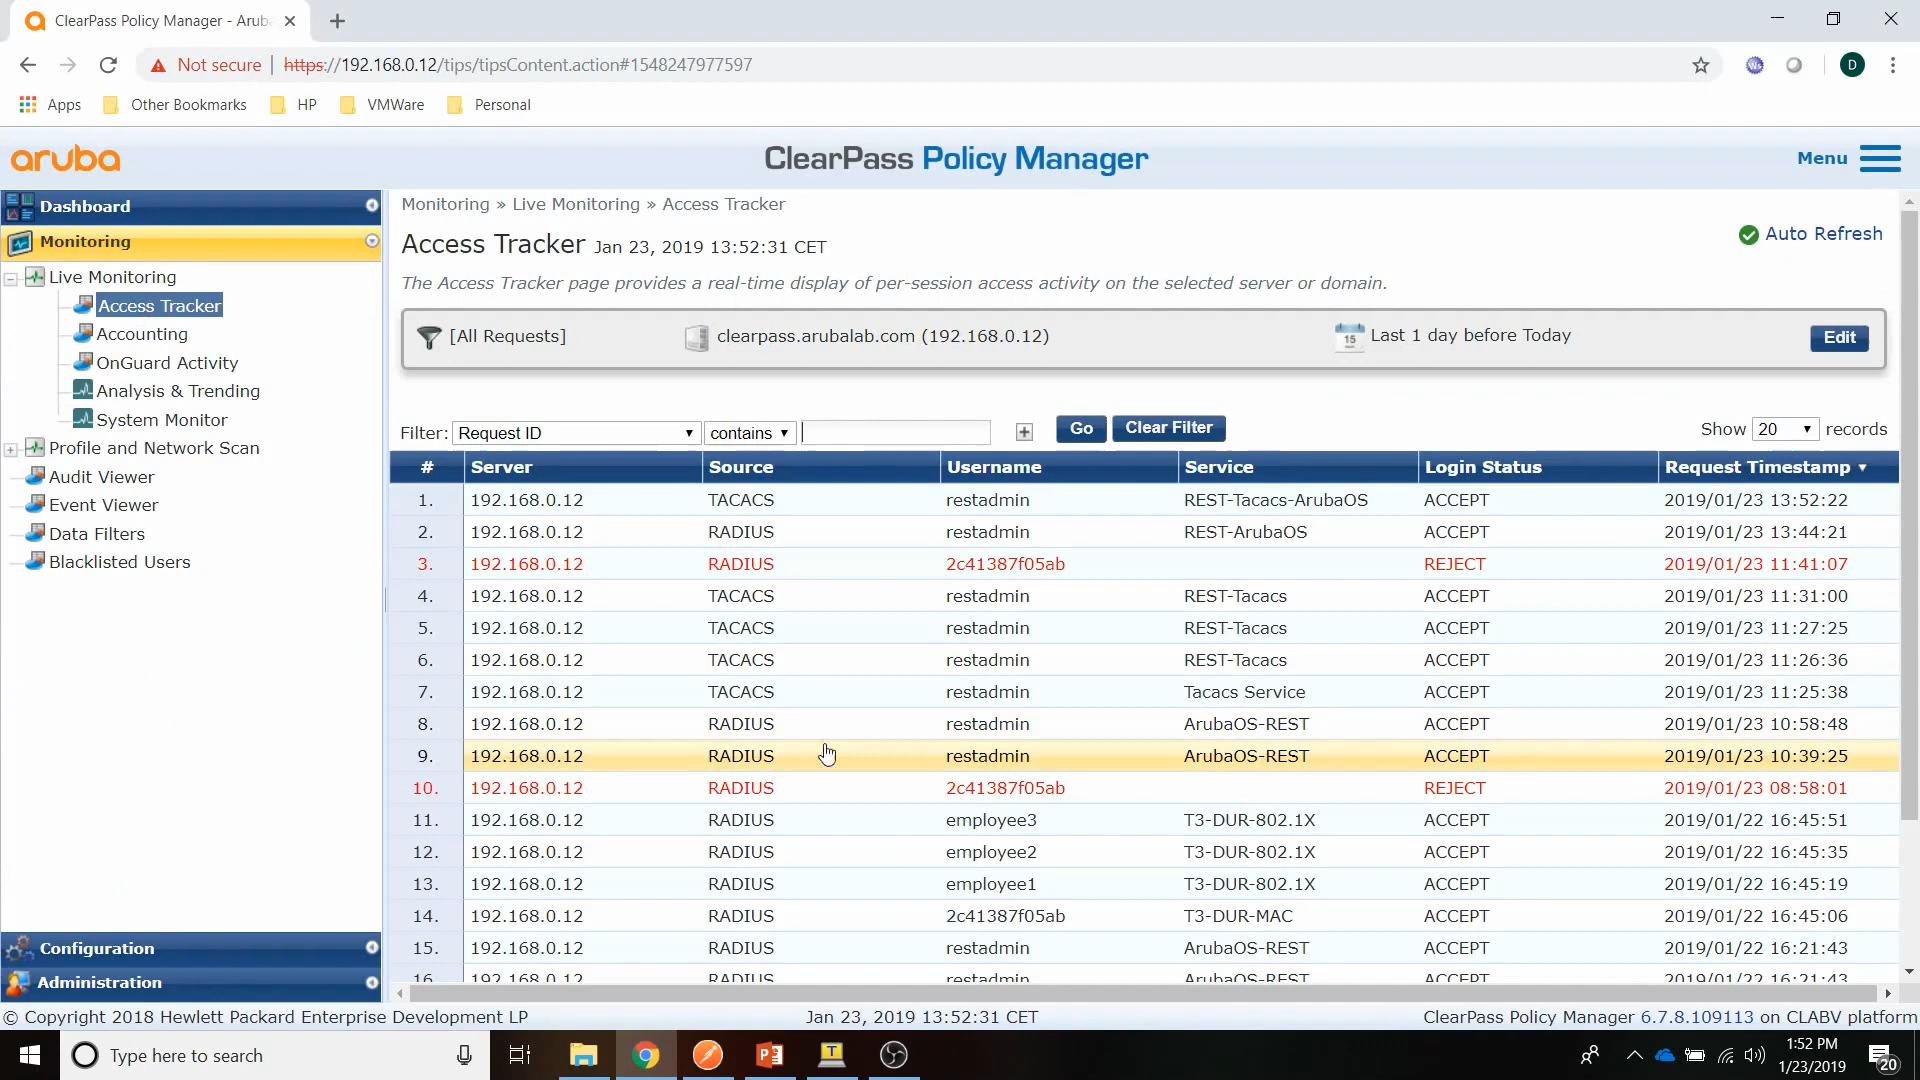 ClearPass Policy Manager - Aruba
Not secure | https://192.168.0.12/tips/tipsContent.action#1548247977597
D
Apps Other Bookmarks HP VMWare Personal
aruba
ClearPass Policy Manager
Menu
Dashboard
Monitoring
Live Monitoring
Access Tracker
Accounting
OnGuard Activity
Analysis & Trending
System Monitor
Profile and Network Scan
Audit Viewer
Event Viewer
Data Filters
Blacklisted Users
Configuration
Administration
Monitoring » Live Monitoring » Access Tracker
Access Tracker Jan 23, 2019 13:52:31 CET
Auto Refresh
The Access Tracker page provides a real-time display of per-session access activity on the selected server or domain.
[All Requests] clearpass.arubalab.com (192.168.0.12) 15 Last 1 day before Today Edit
Filter: Request ID contains + Go Clear Filter Show 20 records
# Server Source Username Service Login Status Request Timestamp
1. 192.168.0.12 TACACS restadmin REST-Tacacs-ArubaOS ACCEPT 2019/01/23 13:52:22
2. 192.168.0.12 RADIUS restadmin REST-ArubaOS ACCEPT 2019/01/23 13:44:21
3. 192.168.0.12 RADIUS 2c41387f05ab REJECT 2019/01/23 11:41:07
4. 192.168.0.12 TACACS restadmin REST-Tacacs ACCEPT 2019/01/23 11:31:00
5. 192.168.0.12 TACACS restadmin REST-Tacacs ACCEPT 2019/01/23 11:27:25
6. 192.168.0.12 TACACS restadmin REST-Tacacs ACCEPT 2019/01/23 11:26:36
7. 192.168.0.12 TACACS restadmin Tacacs Service ACCEPT 2019/01/23 11:25:38
8. 192.168.0.12 RADIUS restadmin ArubaOS-REST ACCEPT 2019/01/23 10:58:48
9. 192.168.0.12 RADIUS restadmin ArubaOS-REST ACCEPT 2019/01/23 10:39:25
10. 192.168.0.12 RADIUS 2c41387f05ab REJECT 2019/01/23 08:58:01
11. 192.168.0.12 RADIUS employee3 T3-DUR-802.1X ACCEPT 2019/01/22 16:45:51
12. 192.168.0.12 RADIUS employee2 T3-DUR-802.1X ACCEPT 2019/01/22 16:45:35
13. 192.168.0.12 RADIUS employee1 T3-DUR-802.1X ACCEPT 2019/01/22 16:45:19
14. 192.168.0.12 RADIUS 2c41387f05ab T3-DUR-MAC ACCEPT 2019/01/22 16:45:06
15. 192.168.0.12 RADIUS restadmin ArubaOS-REST ACCEPT 2019/01/22 16:21:43
16. 192.168.0.12 RADIUS restadmin ArubaOS-REST ACCEPT 2019/01/22 16:21:43
© Copyright 2018 Hewlett Packard Enterprise Development LP Jan 23, 2019 13:52:31 CET ClearPass Policy Manager 6.7.8.109113 on CLABV platform
Type here to search
1:52 PM
1/23/2019
20